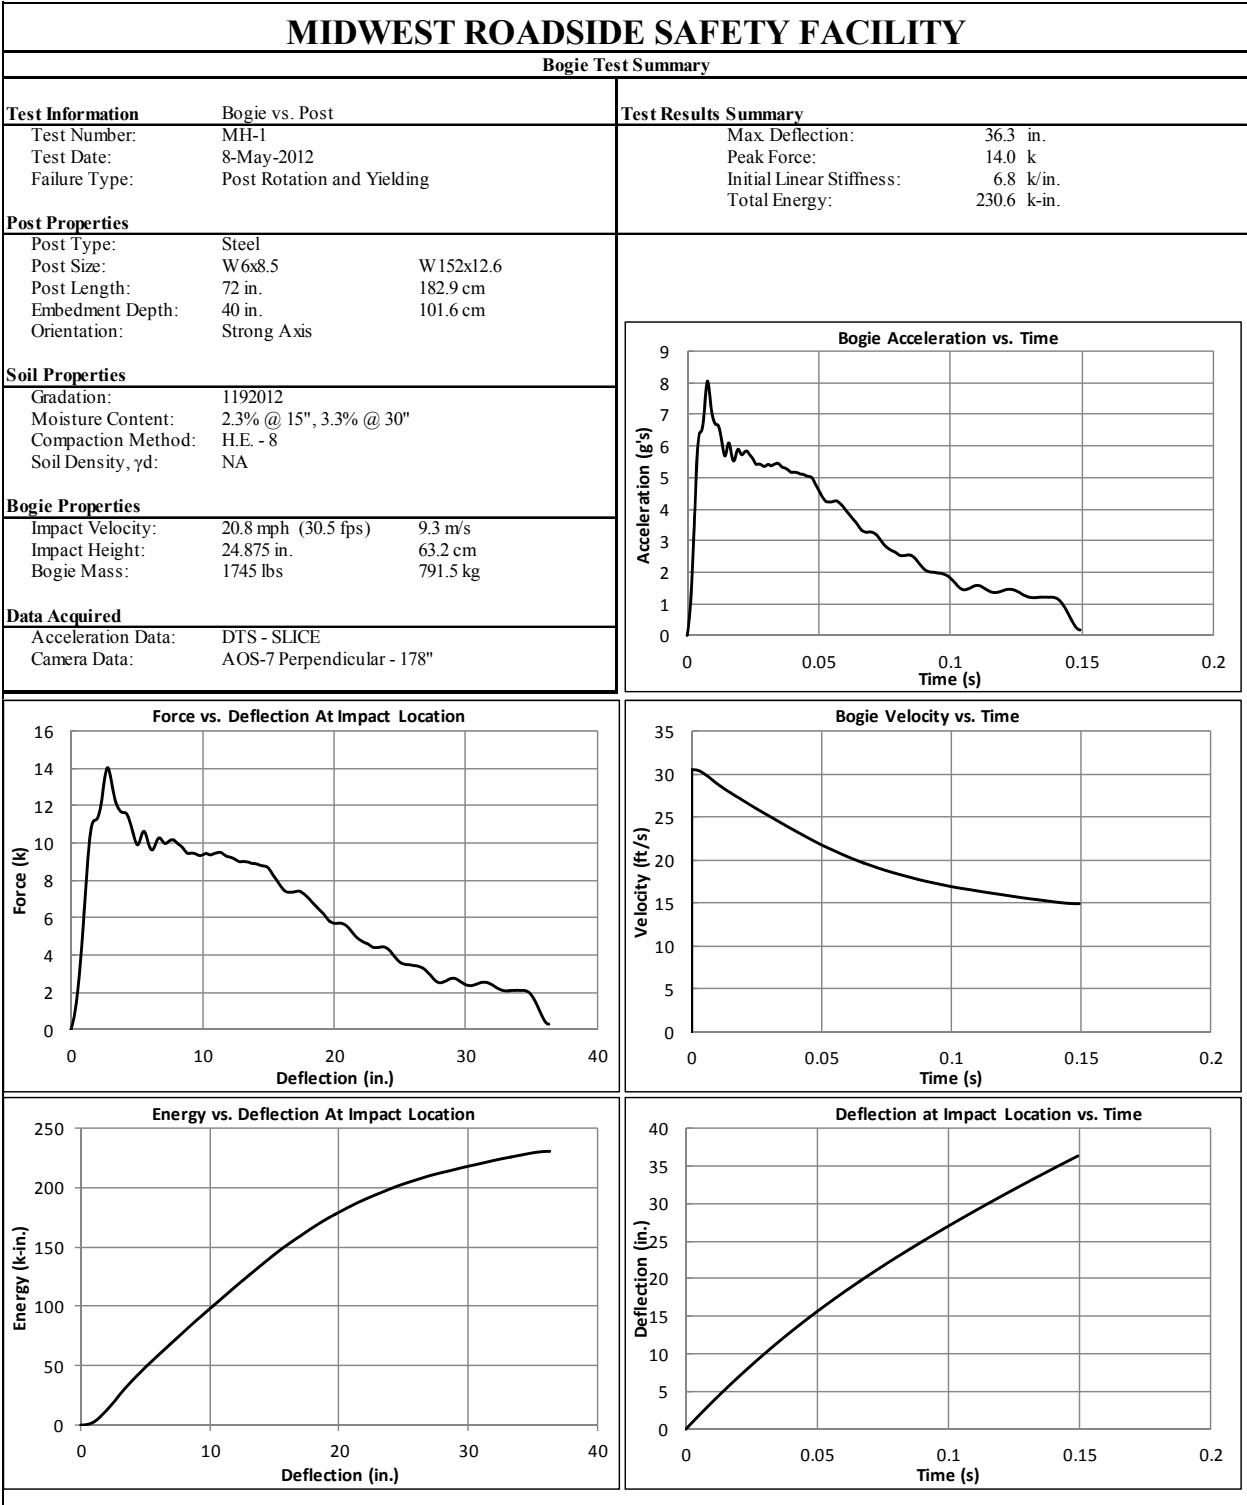 MIDWEST ROADSIDE SAFETY FACILITY
Bogie Test Summary
Test Information Bogie vs. Post
Test Number: MH-1
Test Date: 8-May-2012
Failure Type: Post Rotation and Yielding
Post Properties
Post Type: Steel
Post Size: W6x8.5 W152x12.6
Post Length: 72 in. 182.9 cm
Embedment Depth: 40 in. 101.6 cm
Orientation: Strong Axis
Soil Properties
Gradation: 1192012
Moisture Content: 2.3% @ 15", 3.3% @ 30"
Compaction Method: H.E. - 8
Soil Density, γd: NA
Bogie Properties
Impact Velocity: 20.8 mph (30.5 fps) 9.3 m/s
Impact Height: 24.875 in. 63.2 cm
Bogie Mass: 1745 lbs 791.5 kg
Data Acquired
Acceleration Data: DTS - SLICE
Camera Data: AOS-7 Perpendicular - 178"
Test Results Summary
Max. Deflection: 36.3 in.
Peak Force: 14.0 k
Initial Linear Stiffness: 6.8 k/in.
Total Energy: 230.6 k-in.
Bogie Acceleration vs. Time
Acceleration (g's)
9
8
7
6
5
4
3
2
1
0
0 0.05 0.1 0.15 0.2
Time (s)
Force vs. Deflection At Impact Location
Force (k)
16
14
12
10
8
6
4
2
0
0 10 20 30 40
Deflection (in.)
Bogie Velocity vs. Time
Velocity (ft/s)
35
30
25
20
15
10
5
0
0 0.05 0.1 0.15 0.2
Time (s)
Energy vs. Deflection At Impact Location
Energy (k-in.)
250
200
150
100
50
0
0 10 20 30 40
Deflection (in.)
Deflection at Impact Location vs. Time
Deflection (in.)
40
35
30
25
20
15
10
5
0
0 0.05 0.1 0.15 0.2
Time (s)